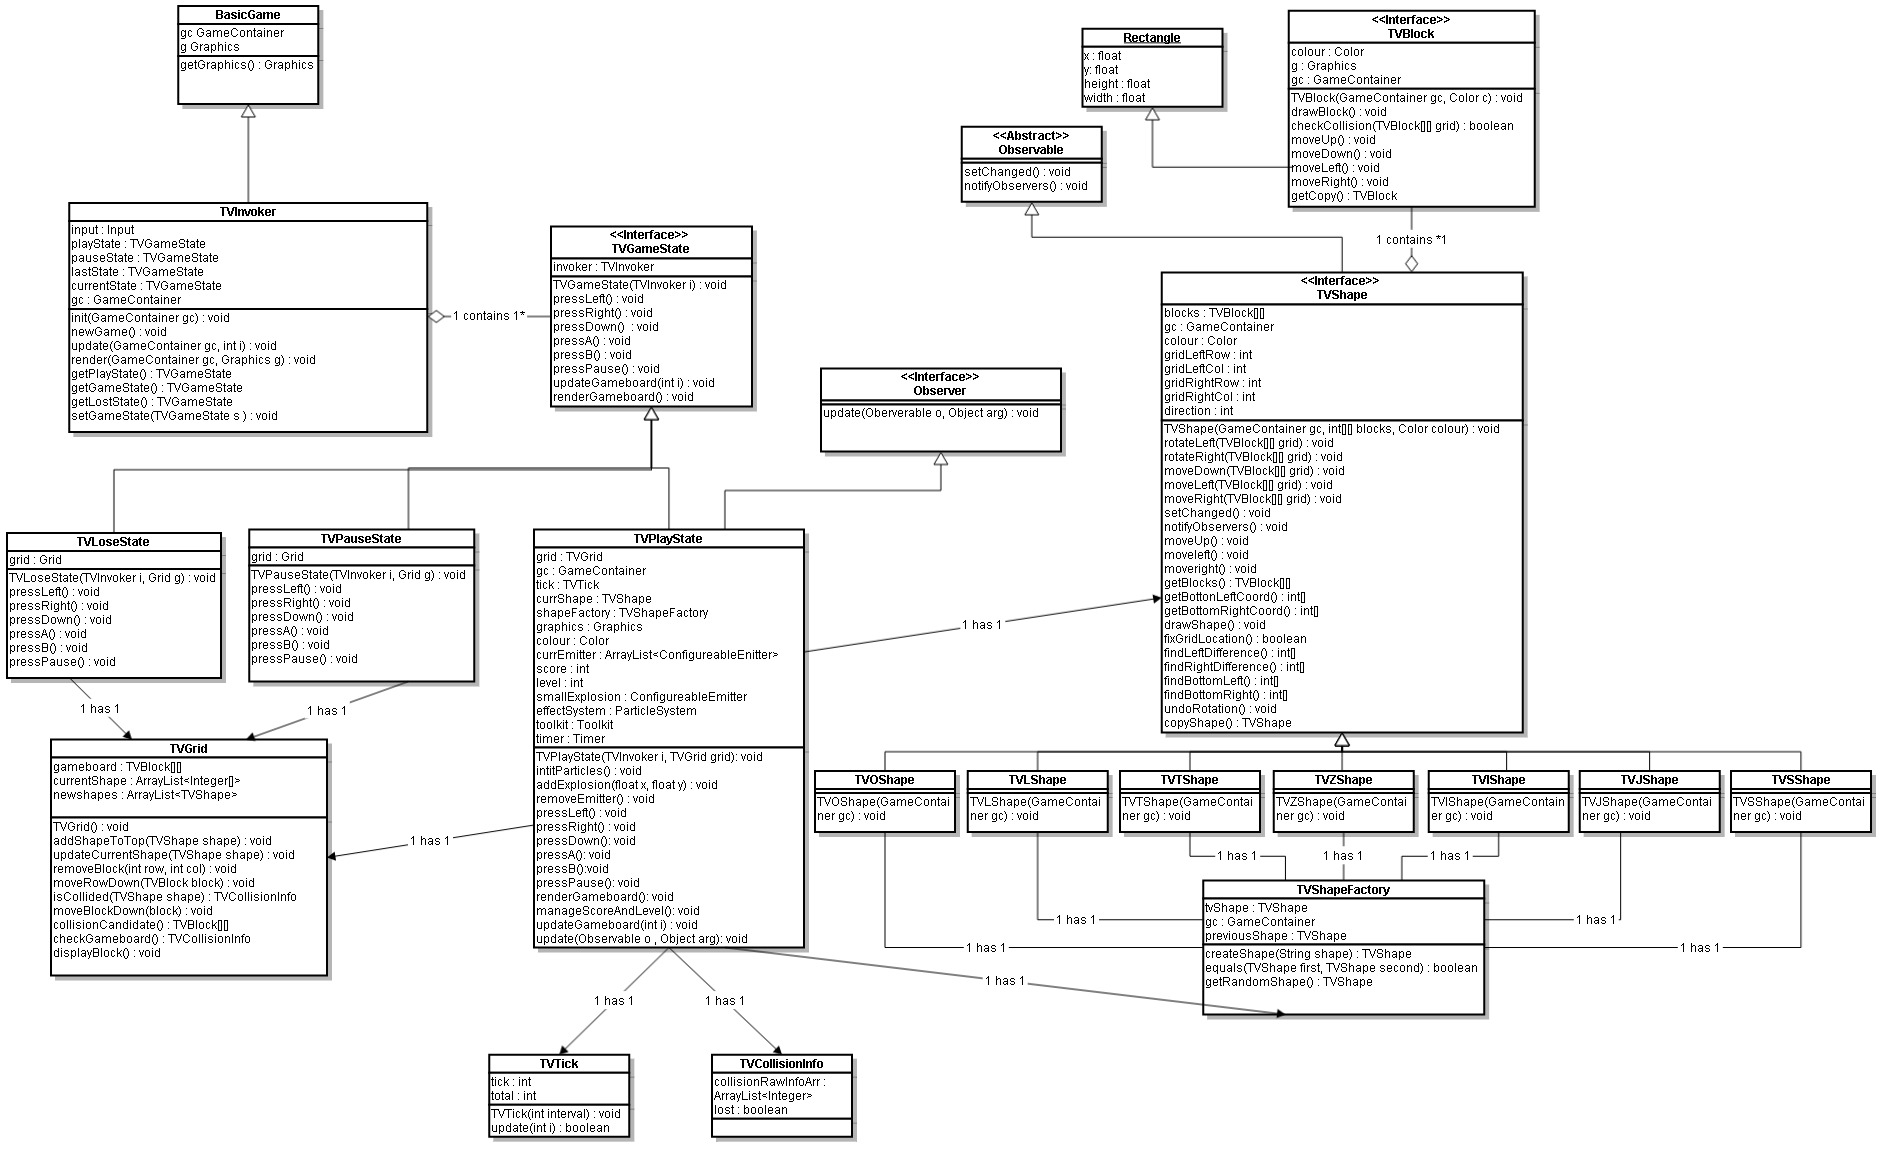 BasicGame
gc GameContainer
g Graphics
getGraphics() : Graphics
Rectangle
x : float
y: float
height : float
width : float
<<Interface>>
TVBlock
colour : Color
g : Graphics
gc : GameContainer
TVBlock(GameContainer gc, Color c) : void
drawBlock() : void
checkCollision(TVBlock[][] grid) : boolean
moveUp() : void
moveDown() : void
moveLeft() : void
moveRight() : void
getCopy() : TVBlock
<<Abstract>>
Observable
setChanged() : void
notifyObservers() : void
TVInvoker
input : Input
playState : TVGameState
pauseState : TVGameState
lastState : TVGameState
currentState : TVGameState
gc : GameContainer
init(GameContainer gc) : void
newGame() : void
update(GameContainer gc, int i) : void
render(GameContainer gc, Graphics g) : void
getPlayState() : TVGameState
getGameState() : TVGameState
getLostState() : TVGameState
setGameState(TVGameState s ) : void
1 contains 1*
<<Interface>>
TVGameState
invoker : TVInvoker
TVGameState(TVInvoker i) : void
pressLeft() : void
pressRight() : void
pressDown()  : void
pressA() : void
pressB() : void
pressPause() : void
updateGameboard(int i) : void
renderGameboard() : void
1 contains *1
<<Interface>>
TVShape
blocks : TVBlock[][]
gc : GameContainer
colour : Color
gridLeftRow : int
gridLeftCol : int
gridRightRow : int
gridRightCol : int
direction : int
TVShape(GameContainer gc, int[][] blocks, Color colour) : void
rotateLeft(TVBlock[][] grid) : void
rotateRight(TVBlock[][] grid) : void
moveDown(TVBlock[][] grid) : void
moveLeft(TVBlock[][] grid) : void
moveRight(TVBlock[][] grid) : void
setChanged() : void
notifyObservers() : void
moveUp() : void
moveleft() : void
moveright() : void
getBlocks() : TVBlock[][]
getBottonLeftCoord() : int[]
getBottomRightCoord() : int[]
drawShape() : void
fixGridLocation() : boolean
findLeftDifference() : int[]
findRightDifference() : int[]
findBottomLeft() : int[]
findBottomRight() : int[]
undoRotation() : void
copyShape() : TVShape
<<Interface>>
Observer
update(Oberverable o, Object arg) : void
TVLoseState
grid : Grid
TVLoseState(TVInvoker i, Grid g) : void
pressLeft() : void
pressRight() : void
pressDown() : void
pressA() : void
pressB() : void
pressPause() : void
TVPauseState
grid : Grid
TVPauseState(TVInvoker i, Grid g) : void
pressLeft() : void
pressRight() : void
pressDown() : void
pressA() : void
pressB() : void
pressPause() : void
TVPlayState
grid : TVGrid
gc : GameContainer
tick : TVTick
currShape : TVShape
shapeFactory : TVShapeFactory
graphics : Graphics
colour : Color
currEmitter : ArrayList<ConfigureableEnitter>
score : int
level : int
smallExplosion : ConfigureableEmitter
effectSystem : ParticleSystem
toolkit : Toolkit
timer : Timer
TVPlayState(TVInvoker i, TVGrid grid): void
intitParticles() : void
addExplosion(float x, float y) : void
removeEmitter() : void
pressLeft() : void
pressRight() : void
pressDown(): void
pressA(): void
pressB():void
pressPause(): void
renderGameboard(): void
manageScoreAndLevel(): void
updateGameboard(int i) : void
update(Observable o , Object arg): void
1 has 1
1 has 1
1 has 1
TVGrid
gameboard : TVBlock[][]
currentShape : ArrayList<Integer[]>
newshapes : ArrayList<TVShape>
TVGrid() : void
addShapeToTop(TVShape shape) : void
updateCurrentShape(TVShape shape) : void
removeBlock(int row, int col) : void
moveRowDown(TVBlock block) : void
isCollided(TVShape shape) : TVCollisionInfo
moveBlockDown(block) : void
collisionCandidate() : TVBlock[][]
checkGameboard() : TVCollisionInfo
displayBlock() : void
1 has 1
TVOShape
TVOShape(GameContai
ner gc) : void
TVLShape
TVLShape(GameContai
ner gc) : void
TVTShape
TVTShape(GameContai
ner gc) : void
TVZShape
TVZShape(GameContai
ner gc) : void
TVIShape
TVIShape(GameContain
er gc) : void
TVJShape
TVJShape(GameContai
ner gc) : void
TVSShape
TVSShape(GameContai
ner gc) : void
1 has 1
1 has 1
1 has 1
1 has 1
1 has 1
1 has 1
1 has 1
TVShapeFactory
tvShape : TVShape
gc : GameContainer
previousShape : TVShape
createShape(String shape) : TVShape
equals(TVShape first, TVShape second) : boolean
getRandomShape() : TVShape
1 has 1
1 has 1
1 has 1
TVTick
tick : int
total : int
TVTick(int interval) : void
update(int i) : boolean
TVCollisionInfo
collisionRawInfoArr :
ArrayList<Integer>
lost : boolean